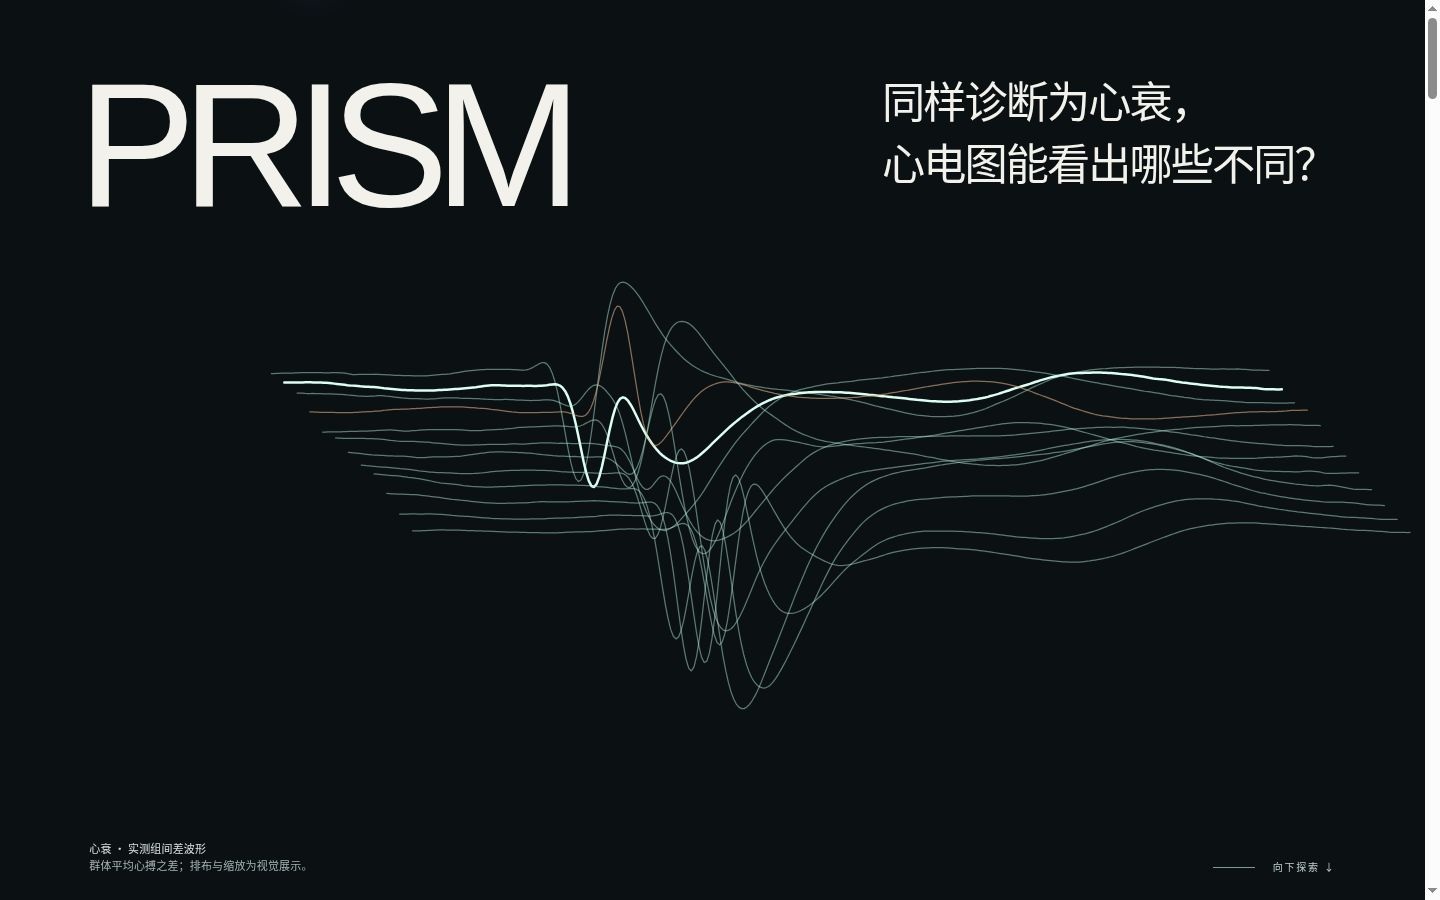 PRISM
同样诊断为心衰，
心电图能看出哪些不同？
心衰 · 实测组间差波形
群体平均心搏之差；排布与缩放为视觉展示。
向下探索 ↓